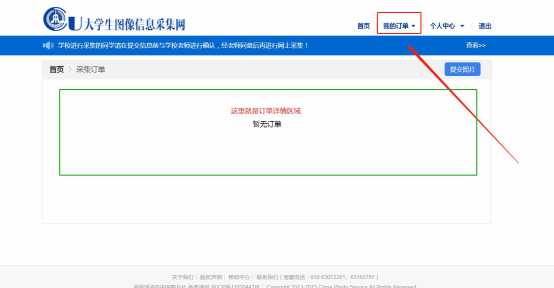 U大学生图像信息采集网
首页 我的订单 个人中心 退出
学校进行采集的同学请在提交信息前与学校老师进行确认，经老师同意后再进行网上采集！ 查看>>
首页 > 采集订单 提交照片
这里就是订单详情区域
暂无订单
关于我们 | 版权声明 | 帮助中心 | 联系我们（客服电话：010-63072281、63162787）
Copyright 2012-2013 China Photo Service All Rights Reserved